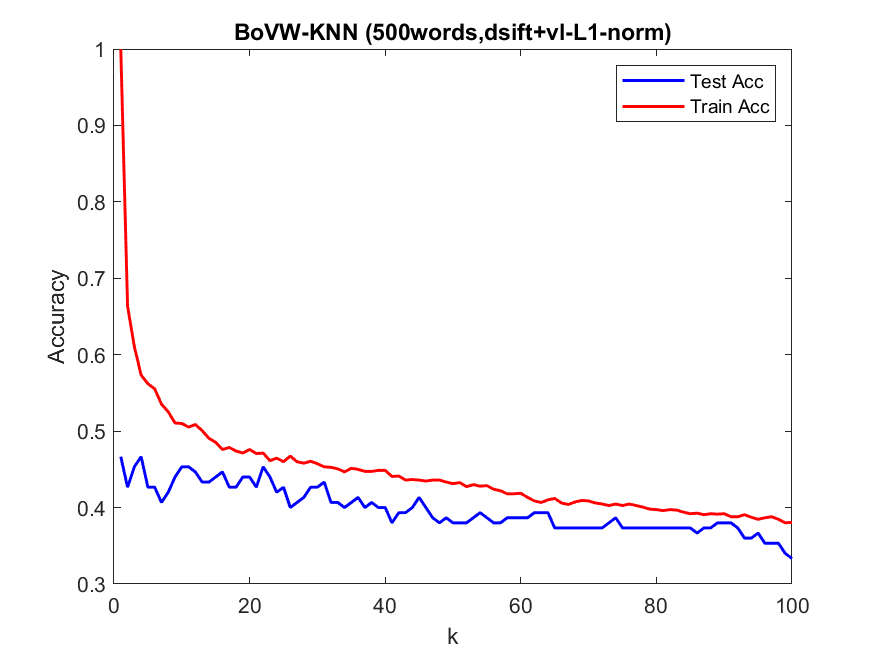 BoVW-KNN (500words,dsift+vl-L1-norm)
Test Acc
Train Acc
1
0.9
0.8
0.7
0.6
0.5
0.4
0.3
Accuracy
0 20 40 60 80 100
k